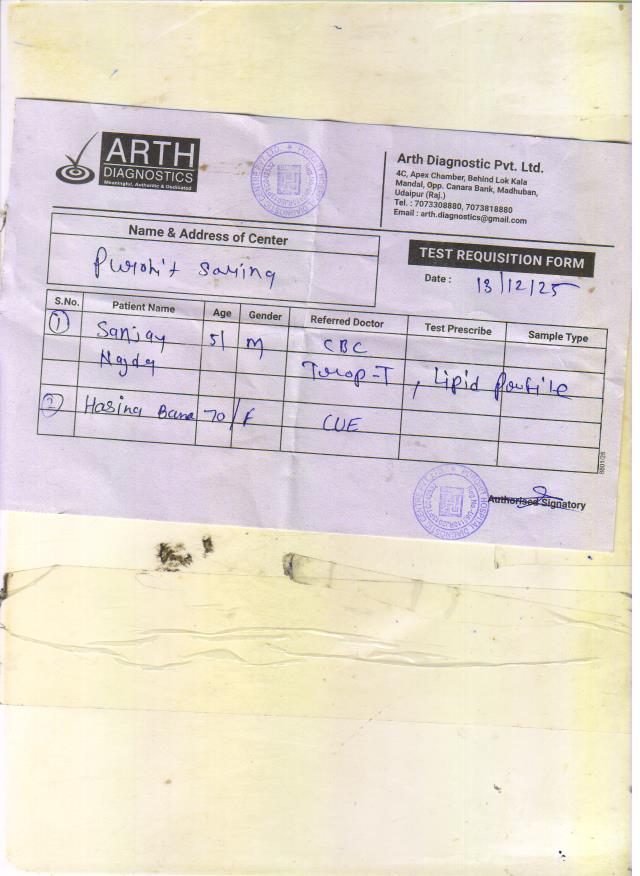 ARTH
DIAGNOSTICS
Meaningful, Authentic & Dedicated
Arth Diagnostic Pvt. Ltd.
4C, Apex Chamber, Behind Lok Kala
Mandal, Opp. Canara Bank, Madhuban,
Udaipur (Raj.)
Tel. : 7073308880, 7073818880
Email : arth.diagnostics@gmail.com
Name & Address of Center
Purohit Saring
TEST REQUISITION FORM
Date : 13/12/25
S.No. Patient Name Age Gender Referred Doctor Test Prescribe Sample Type
1 Sanjay 51 M CBC
Nagda Trop-T, Lipid Profile
2 Hasina Bano 70/F CUE
Authorised Signatory